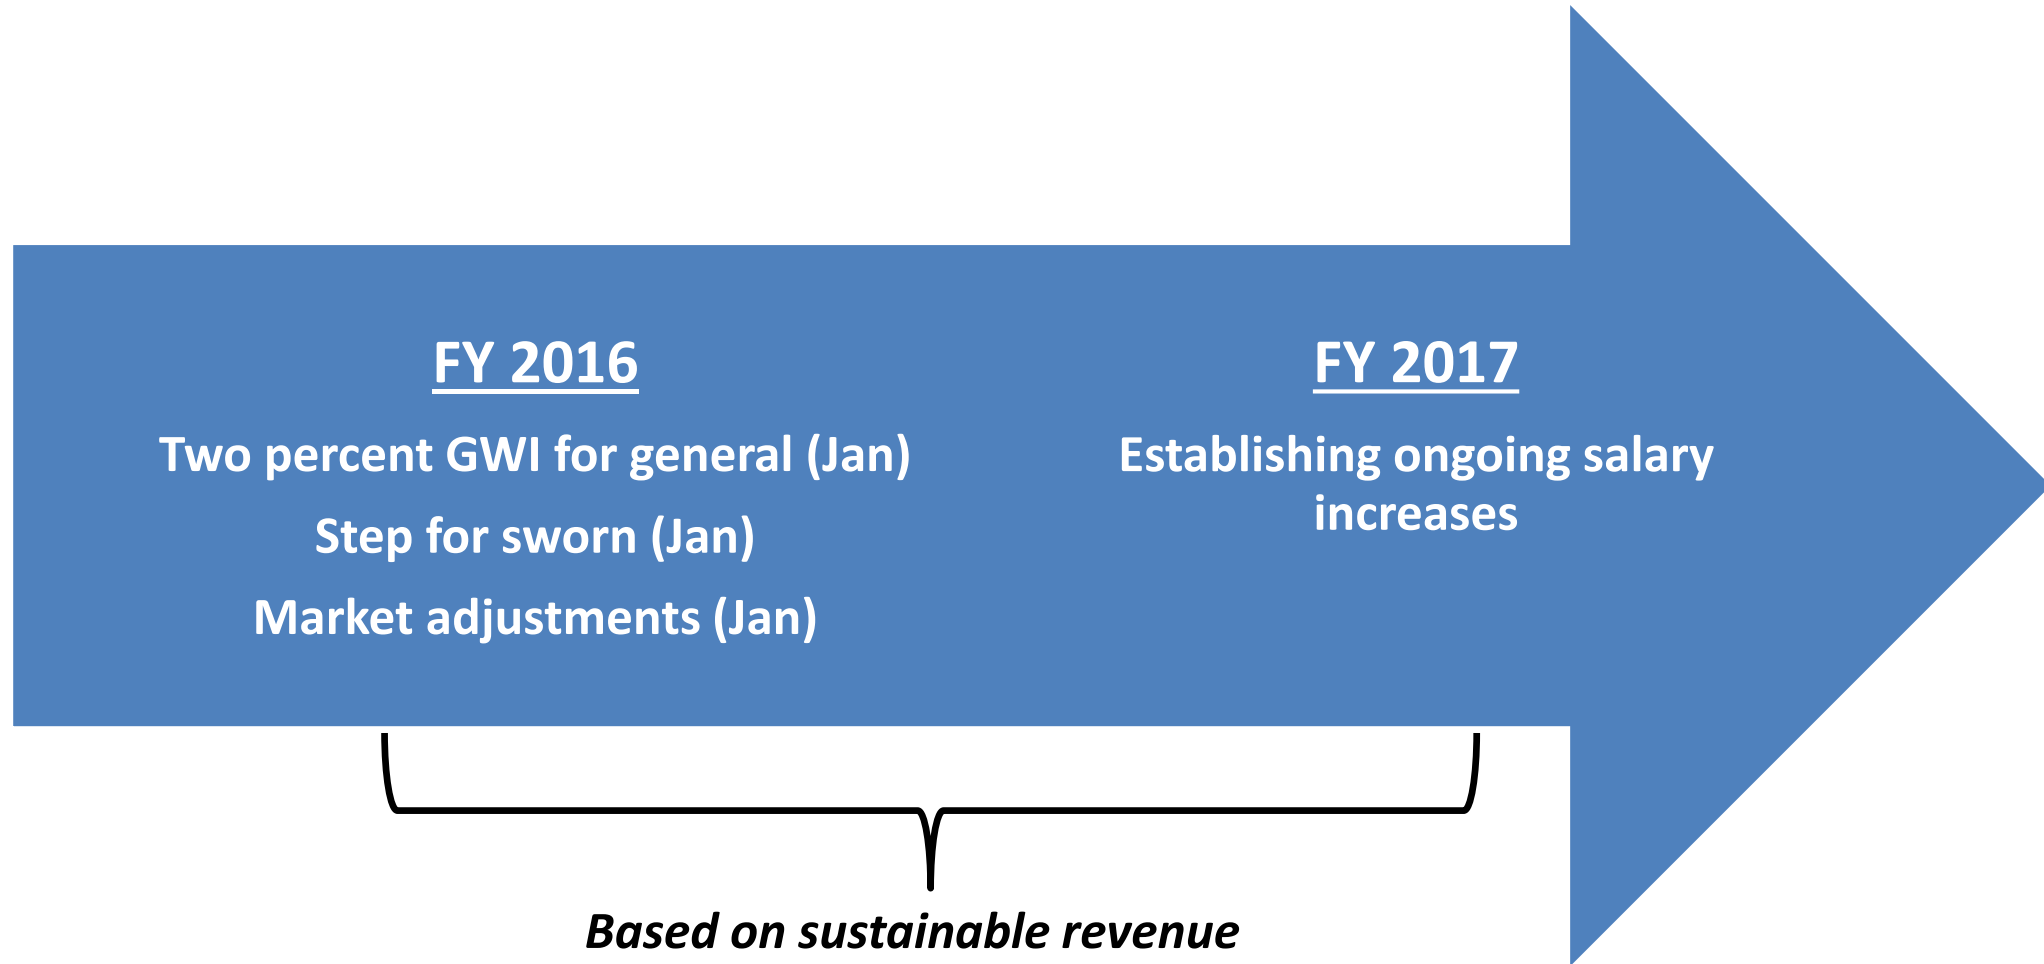 FY 2016
Two percent GWI for general (Jan)
Step for sworn (Jan)
Market adjustments (Jan)
FY 2017
Establishing ongoing salary
increases
Based on sustainable revenue